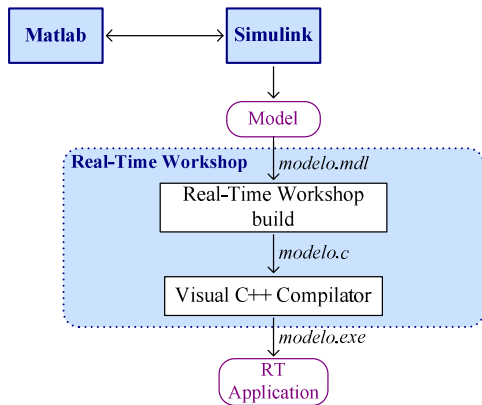 Matlab
Simulink
Model
Real-Time Workshop
modelo.mdl
Real-Time Workshop
build
modelo.c
Visual C++ Compilator
modelo.exe
RT
Application